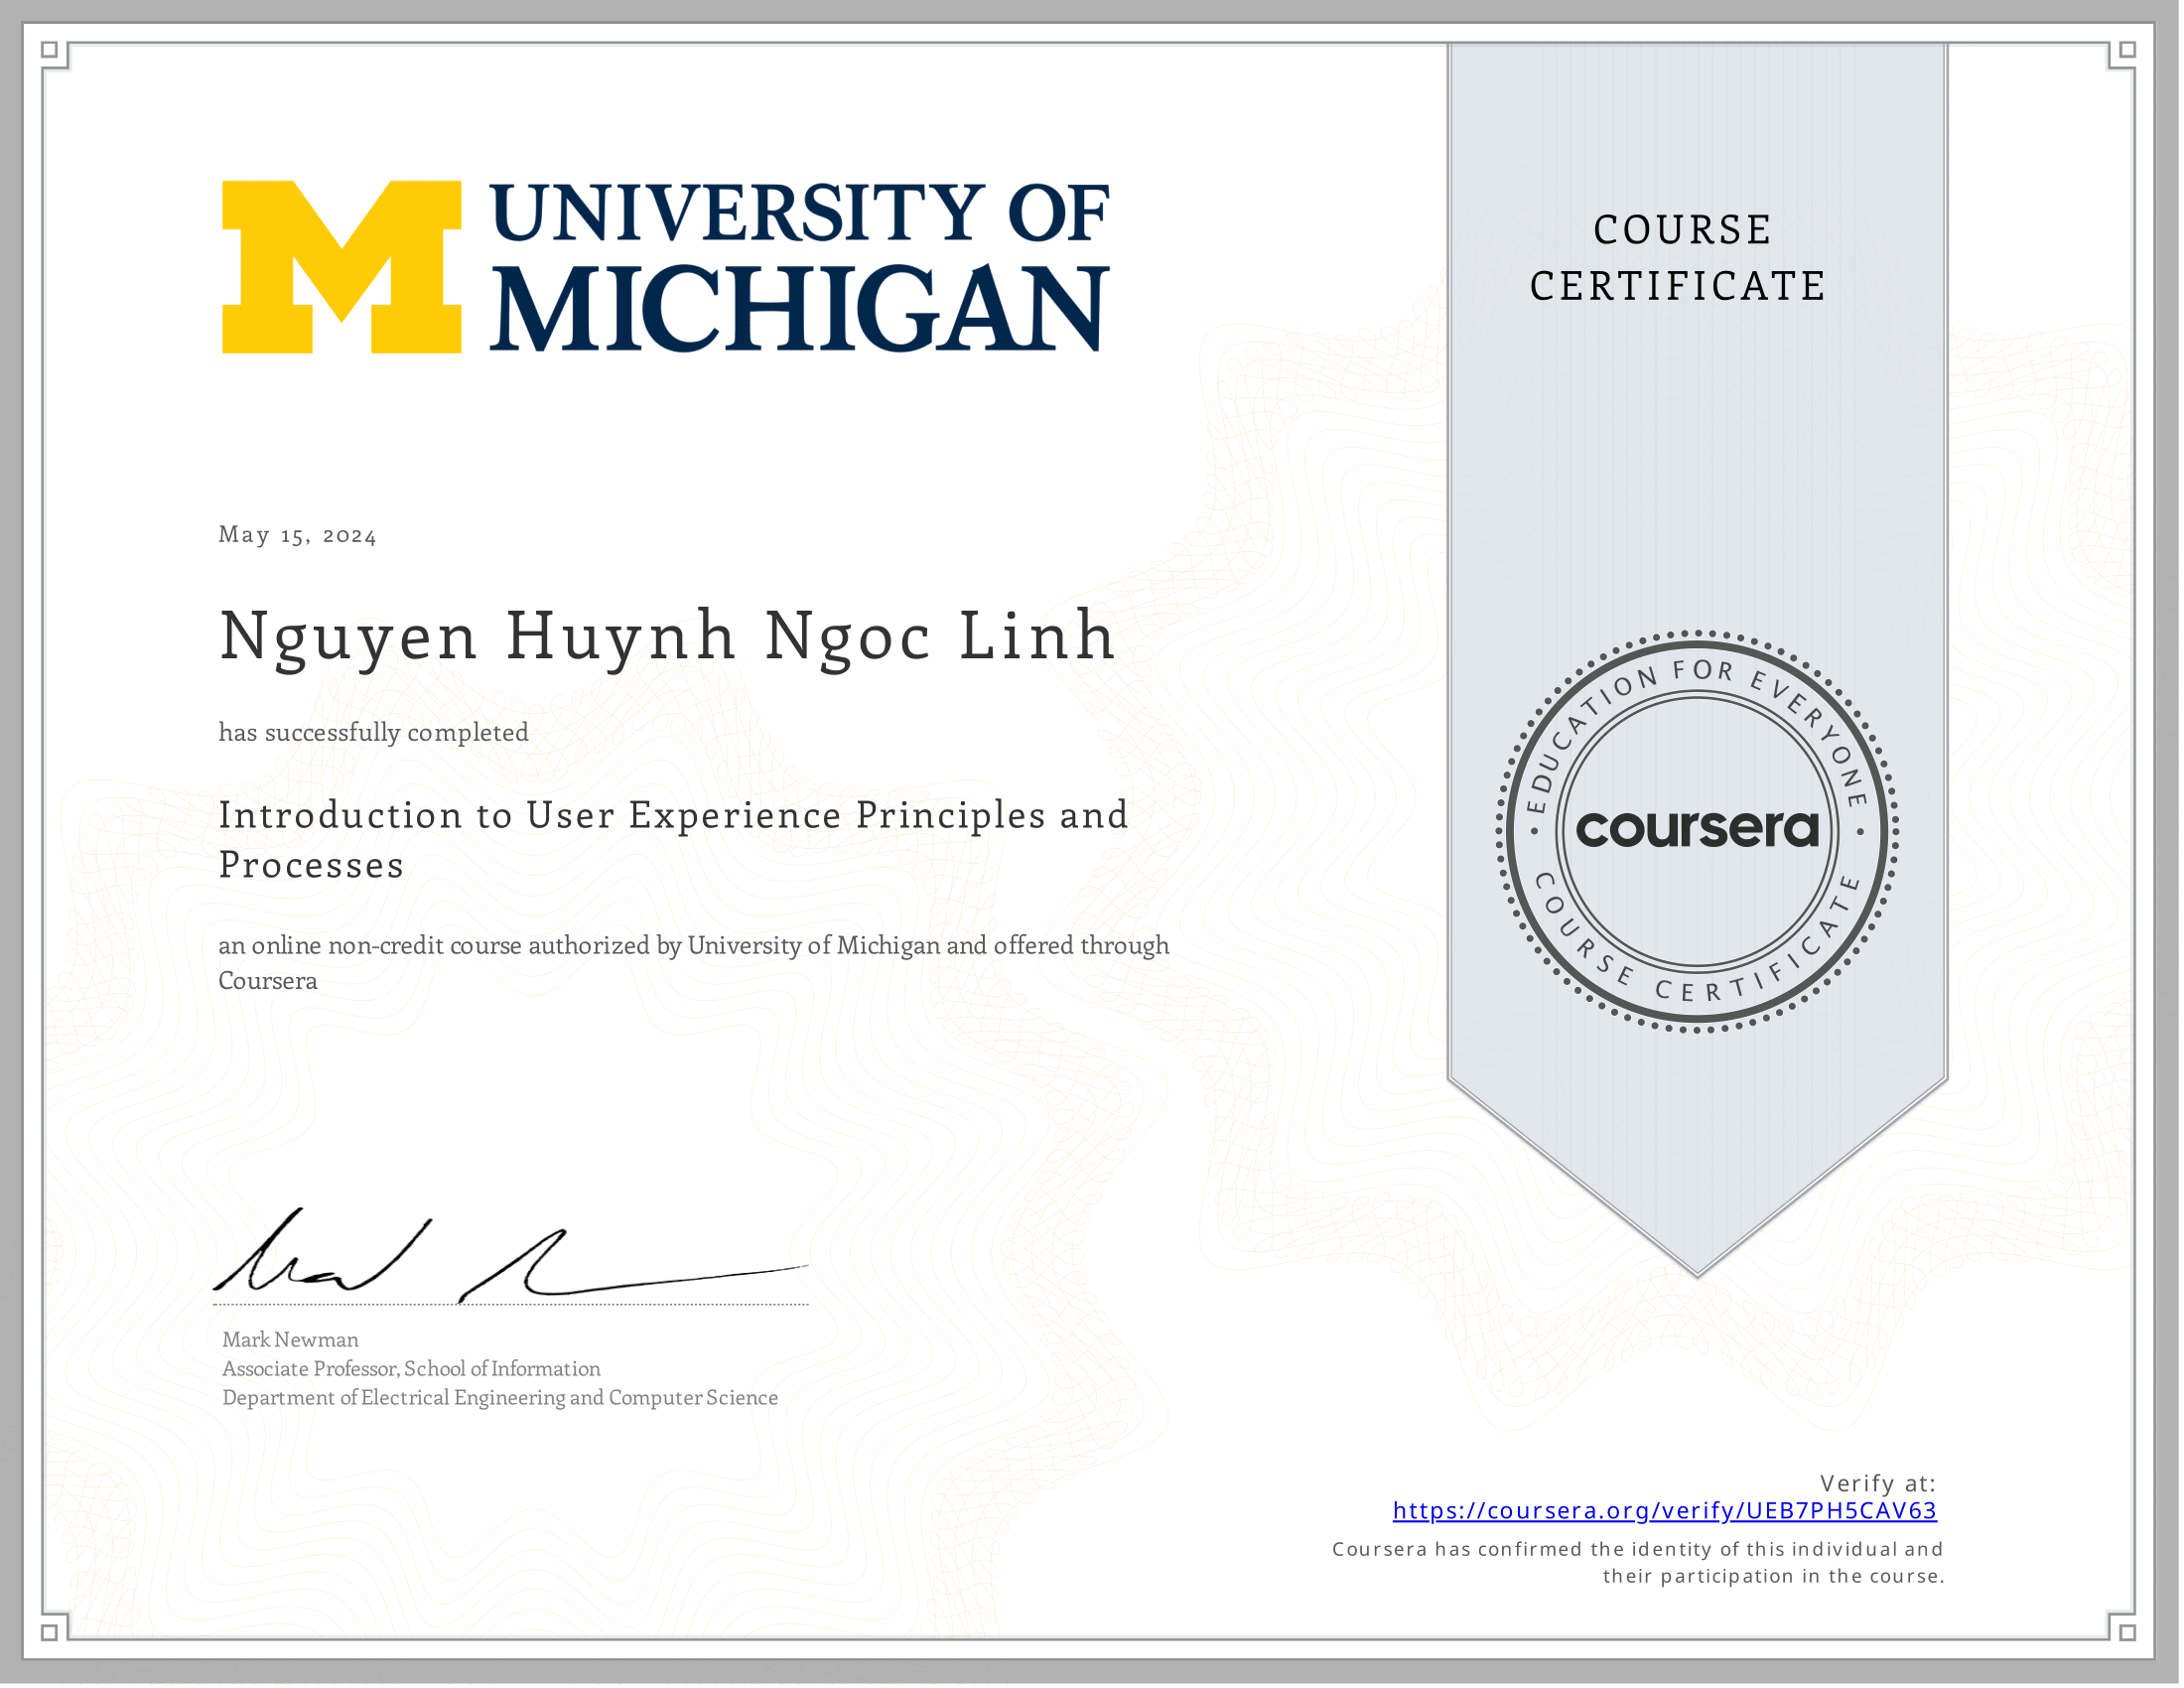 UNIVERSITY OF
MICHIGAN
COURSE
CERTIFICATE
May 15, 2024
Nguyen Huynh Ngoc Linh
has successfully completed
Introduction to User Experience Principles and
Processes
an online non-credit course authorized by University of Michigan and offered through
Coursera
EDUCATION FOR EVERYONE
coursera
COURSE CERTIFICATE
Mark Newman
Associate Professor, School of Information
Department of Electrical Engineering and Computer Science
Verify at:
https://coursera.org/verify/UEB7PH5CAV63
Coursera has confirmed the identity of this individual and
their participation in the course.